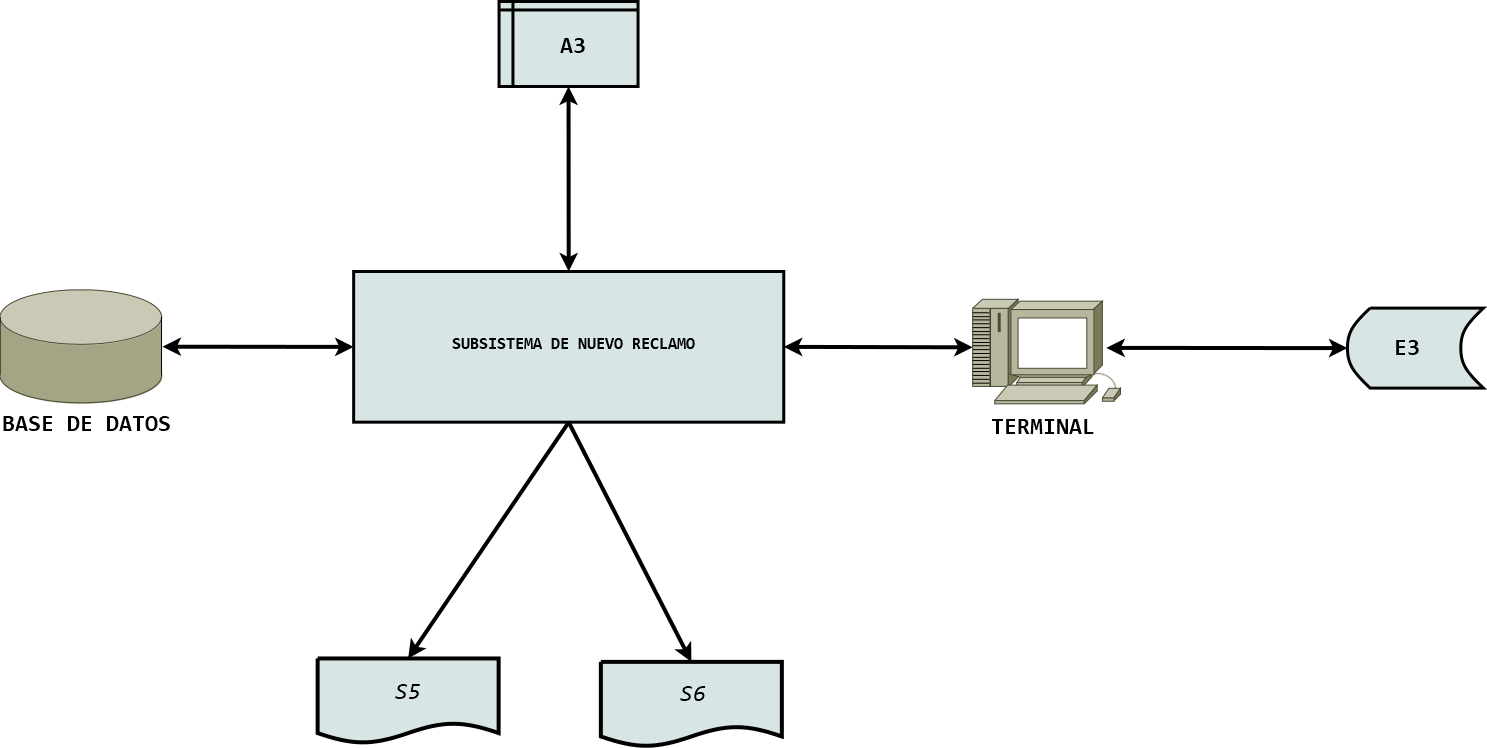 A3
SUBSISTEMA DE NUEVO RECLAMO
E3
BASE DE DATOS
TERMINAL
S5
S6